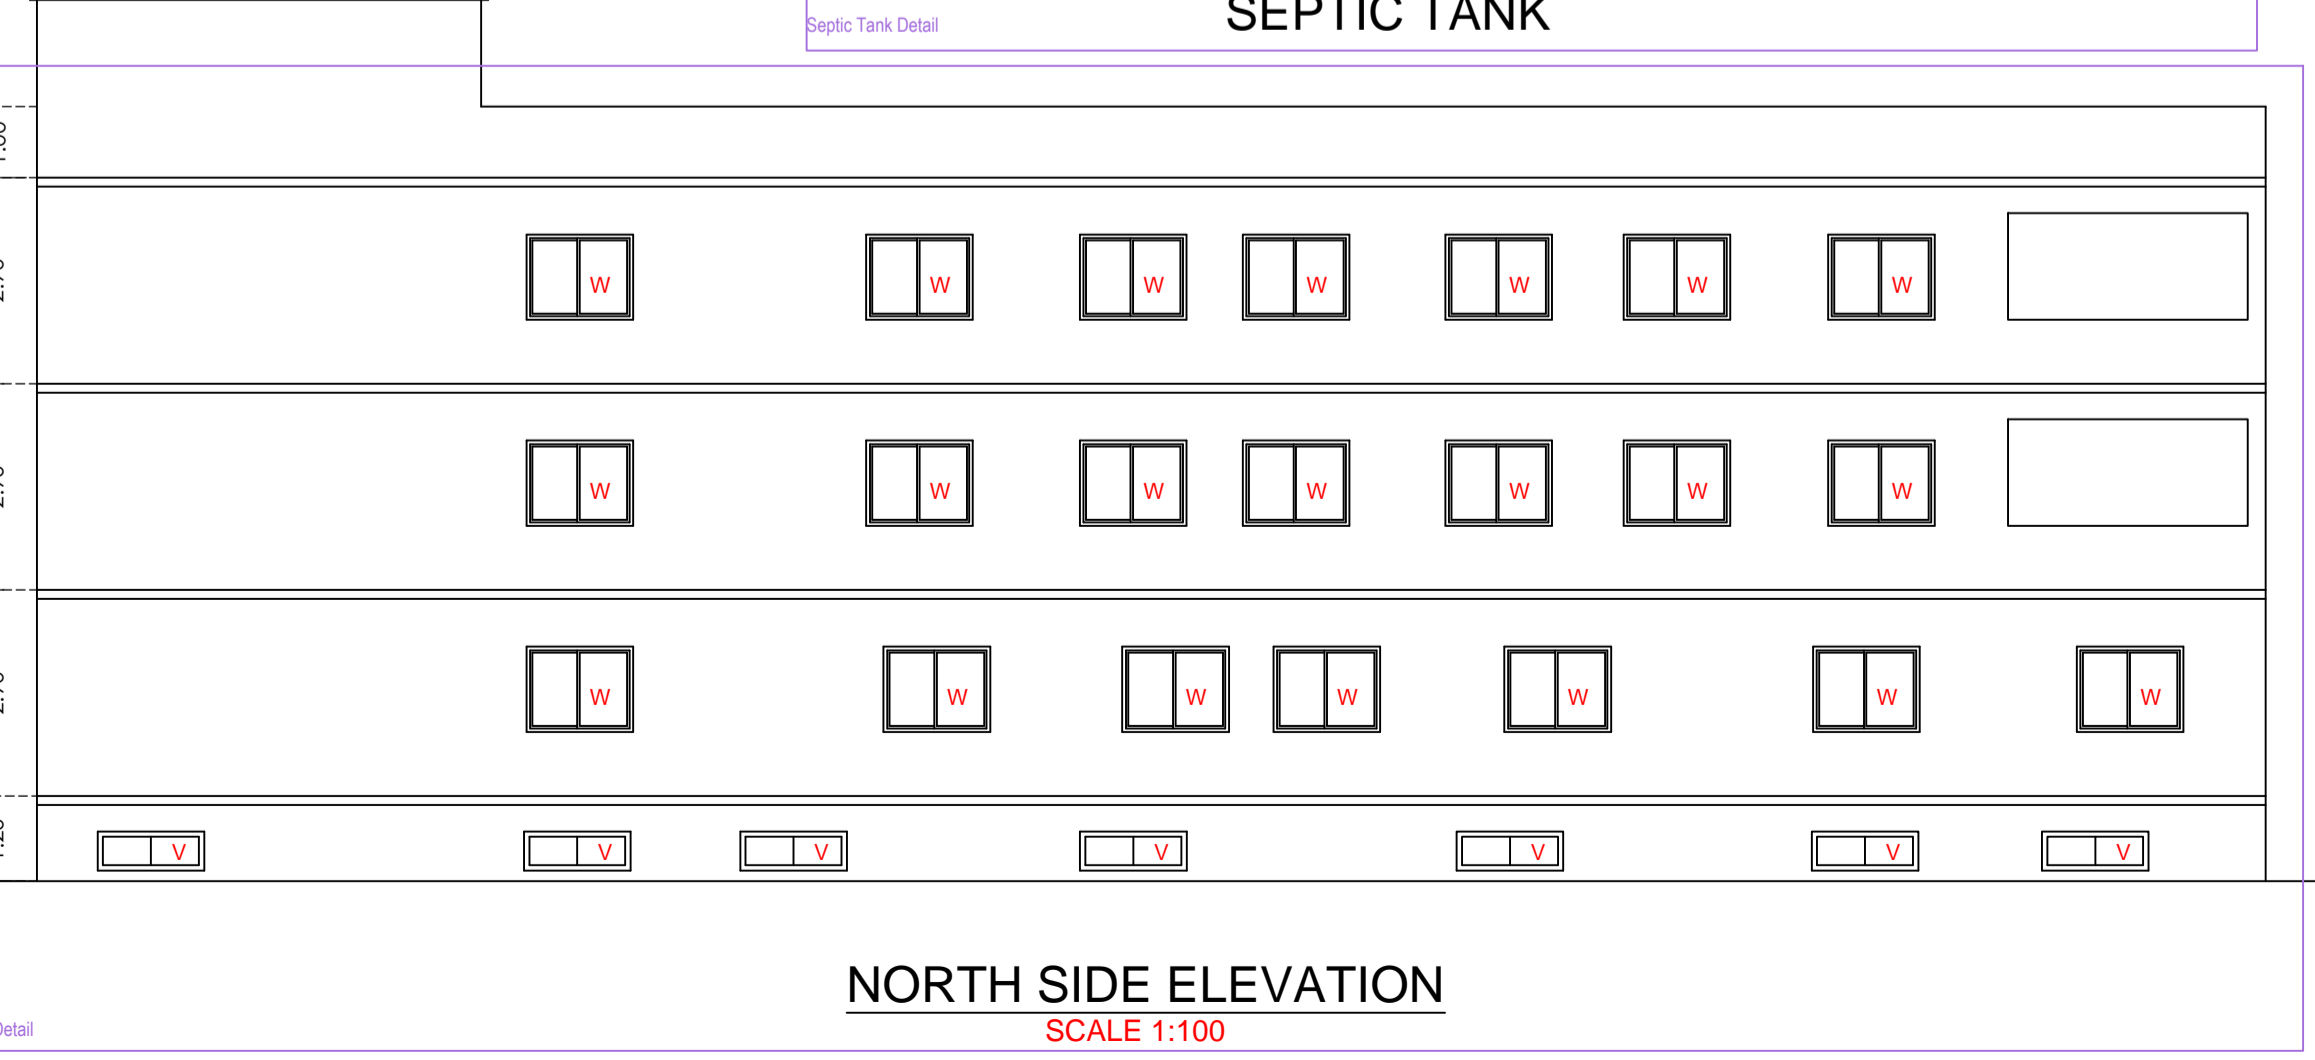 SEPTIC TANK
Septic Tank Detail
W W W W W W W
W W W W W W W
W W W W W W W
V V V V V V V
NORTH SIDE ELEVATION
SCALE 1:100
Detail